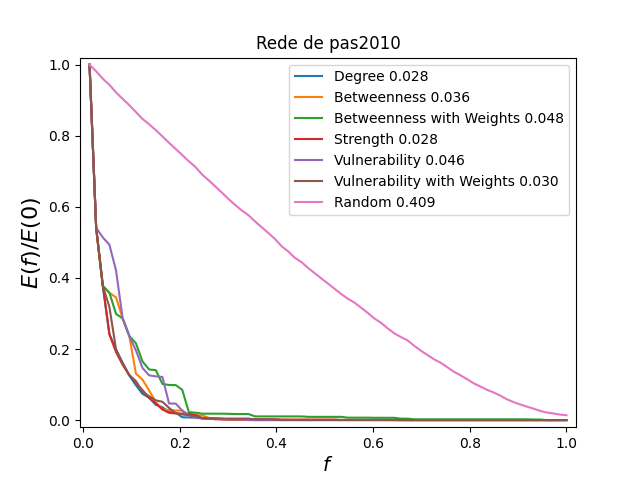 Rede de pas2010
Degree 0.028
Betweenness 0.036
Betweenness with Weights 0.048
Strength 0.028
Vulnerability 0.046
Vulnerability with Weights 0.030
Random 0.409
E(f)/E(0)
1.0
0.8
0.6
0.4
0.2
0.0
0.0 0.2 0.4 0.6 0.8 1.0
f